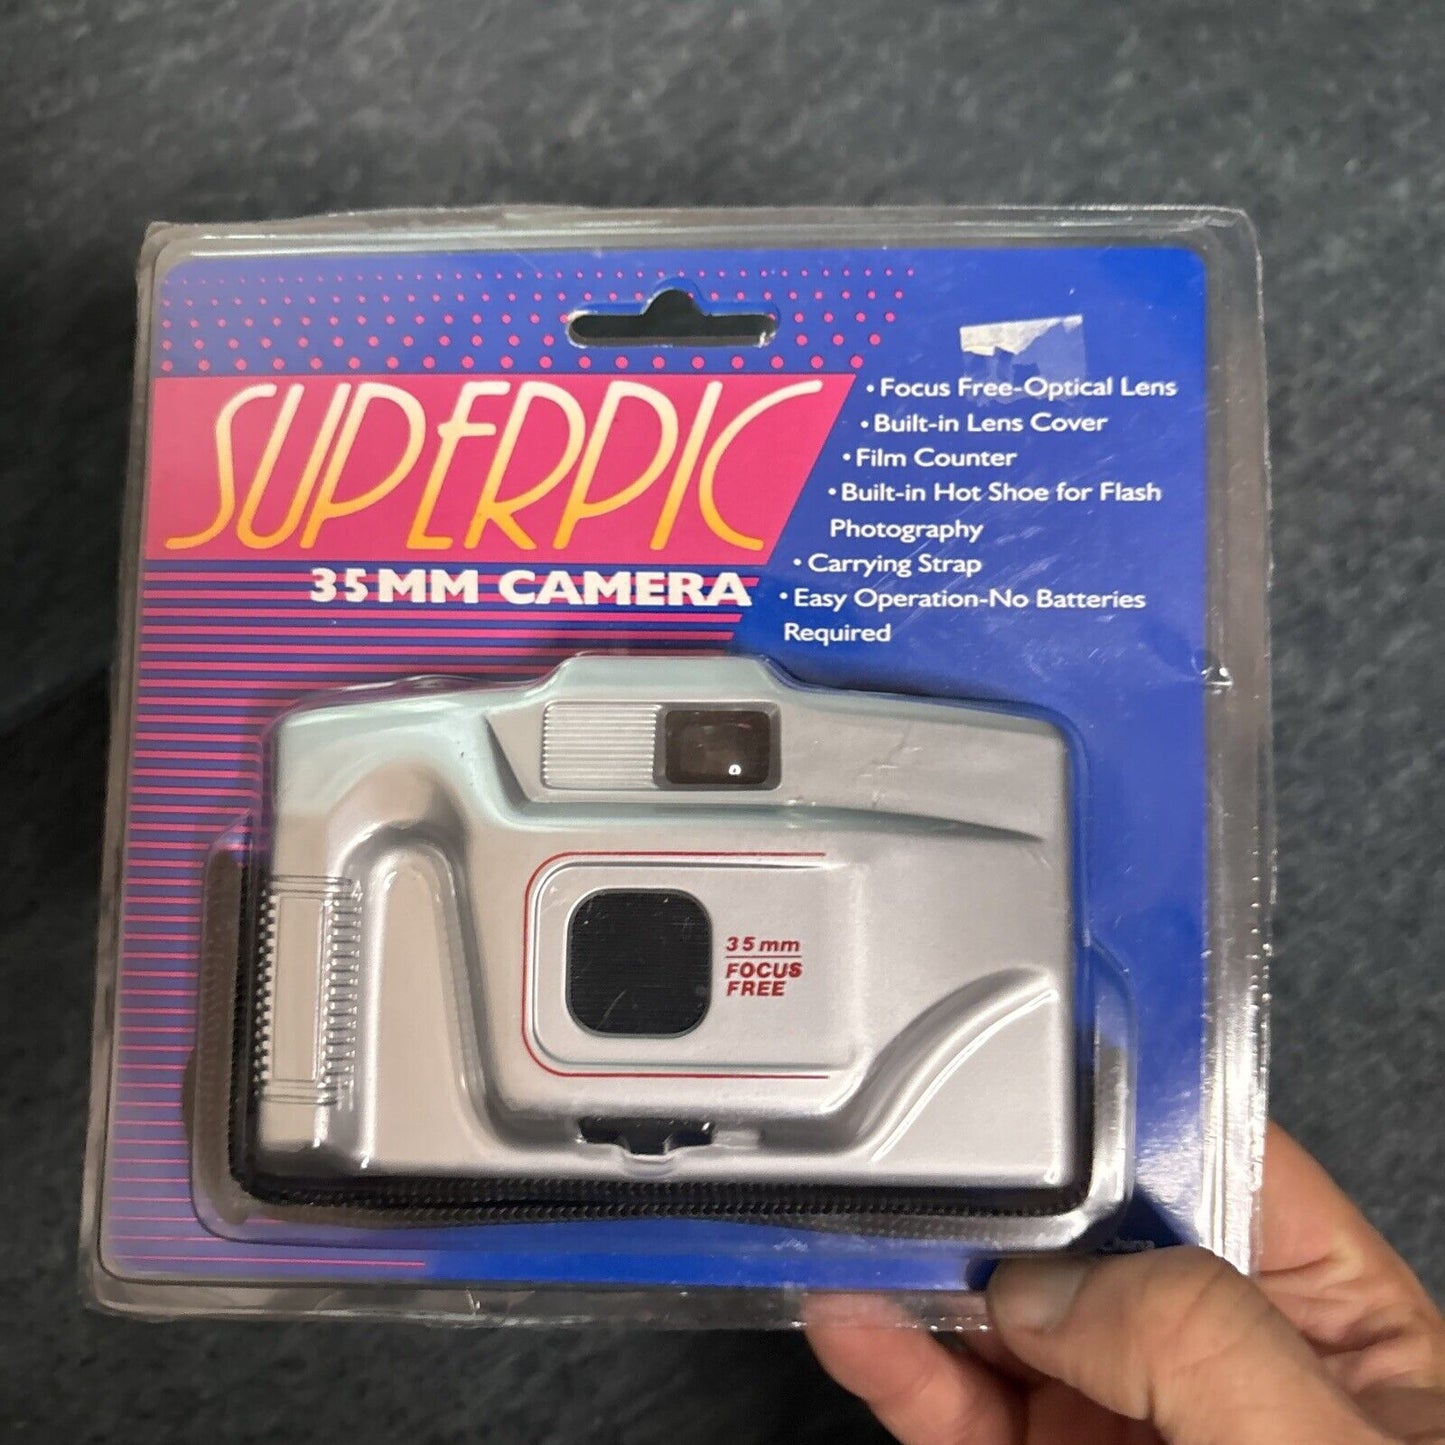 SUPERPIC
35MM CAMERA
• Focus Free-Optical Lens
• Built-in Lens Cover
• Film Counter
• Built-in Hot Shoe for Flash
Photography
• Carrying Strap
• Easy Operation-No Batteries
Required
35mm
FOCUS
FREE